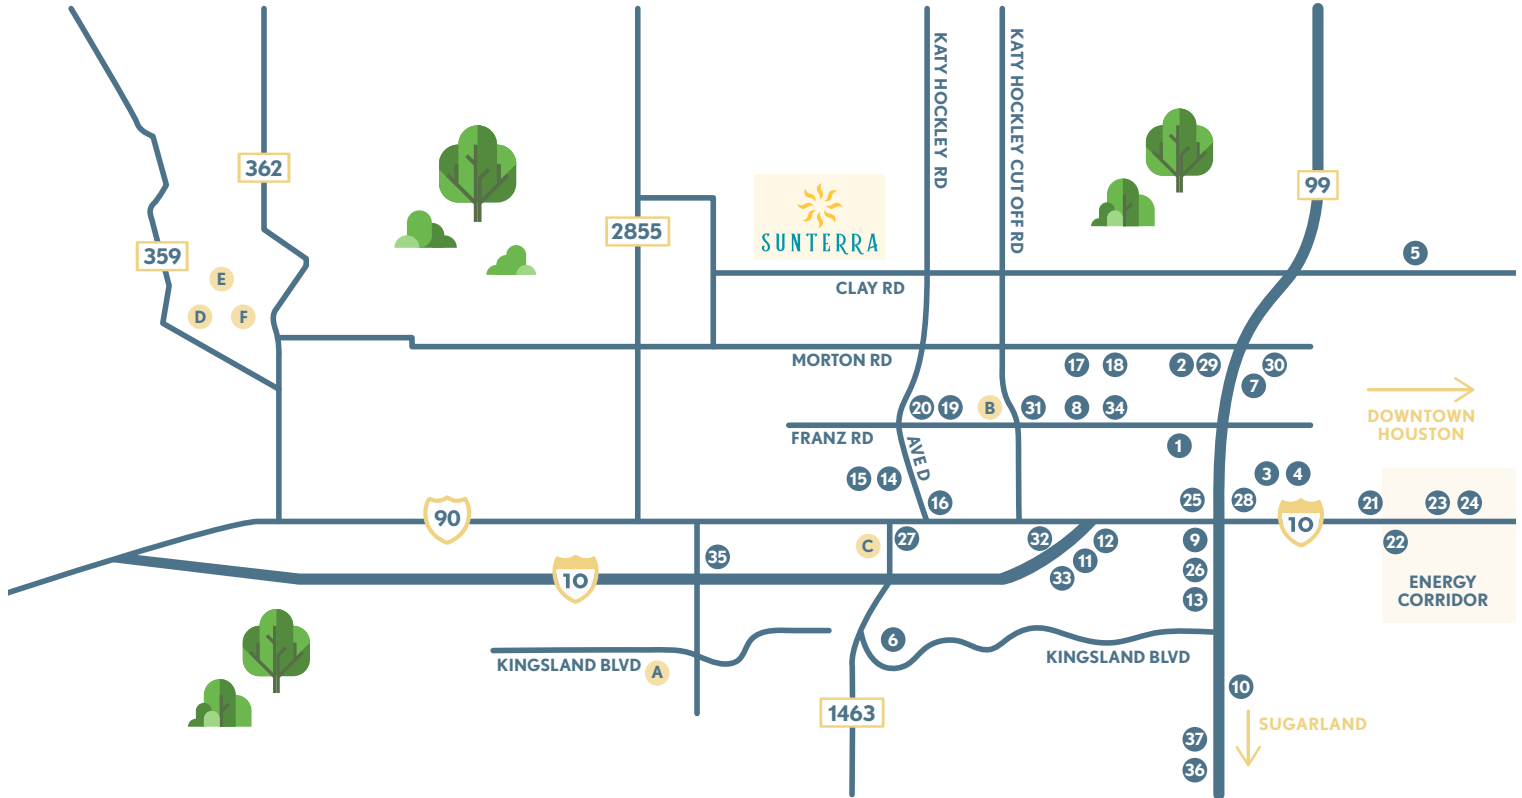 KATY HOCKLEY RD
KATY HOCKLEY CUT OFF RD
362
99
2855
SUNTERRA
359
5
E
CLAY RD
D
F
MORTON RD
17
18
2
29
30
7
20
19
B
31
8
34
DOWNTOWN
HOUSTON
FRANZ RD
AVE D
1
15
14
3
4
16
25
28
21
23
24
90
10
C
27
32
12
9
22
35
11
10
33
26
ENERGY
CORRIDOR
13
6
KINGSLAND BLVD
A
KINGSLAND BLVD
10
1463
SUGARLAND
37
36